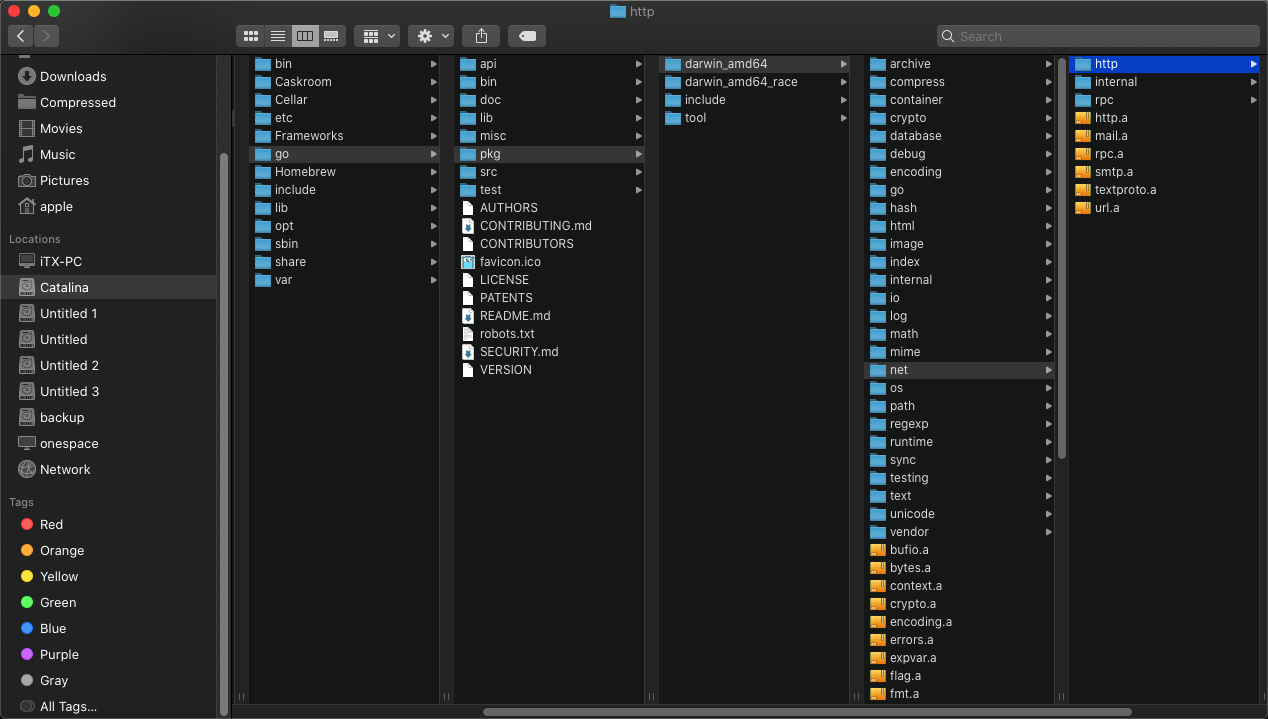 http
Search
Downloads
Compressed
Movies
Music
Pictures
apple
Locations
iTX-PC
Catalina
Untitled 1
Untitled
Untitled 2
Untitled 3
backup
onespace
Network
Tags
Red
Orange
Yellow
Green
Blue
Purple
Gray
All Tags...
bin
Caskroom
Cellar
etc
Frameworks
go
Homebrew
include
lib
opt
sbin
share
var
api
bin
doc
lib
misc
pkg
src
test
AUTHORS
CONTRIBUTING.md
CONTRIBUTORS
favicon.ico
LICENSE
PATENTS
README.md
robots.txt
SECURITY.md
VERSION
darwin_amd64
darwin_amd64_race
include
tool
archive
compress
container
crypto
database
debug
encoding
go
hash
html
image
index
internal
io
log
math
mime
net
os
path
regexp
runtime
sync
testing
text
unicode
vendor
bufio.a
bytes.a
context.a
crypto.a
encoding.a
errors.a
expvar.a
flag.a
fmt.a
http
internal
rpc
http.a
mail.a
rpc.a
smtp.a
textproto.a
url.a